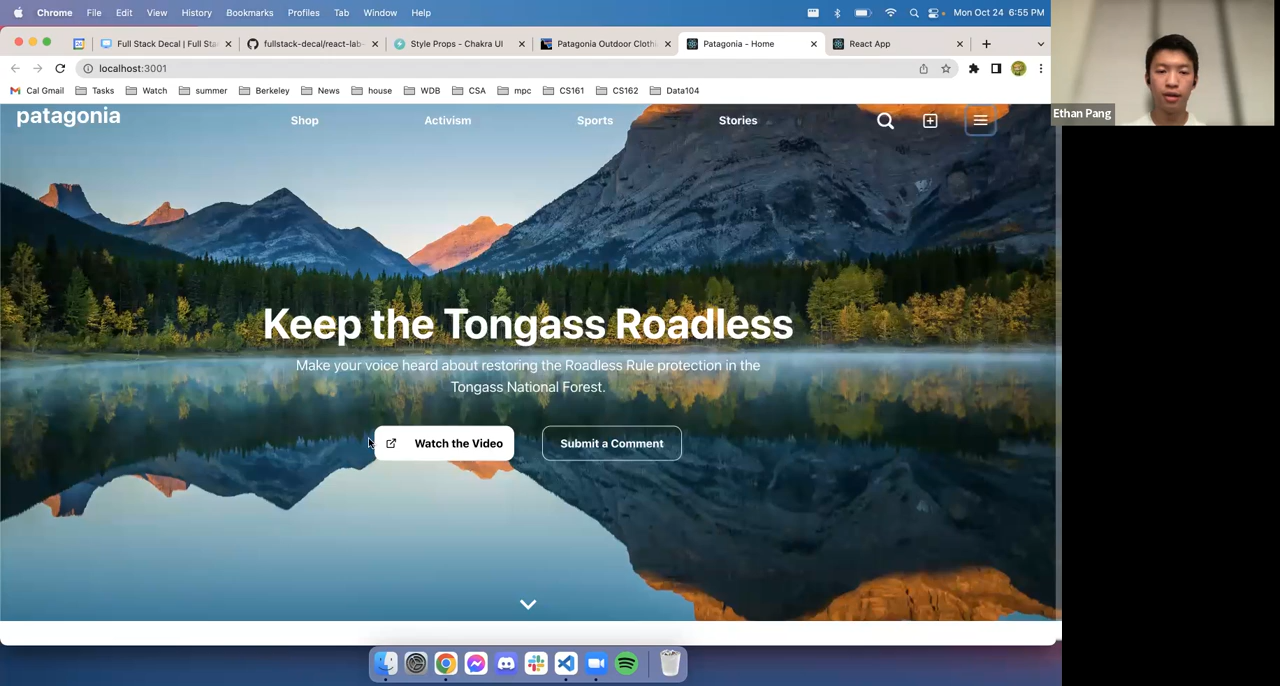 Chrome File Edit View History Bookmarks Profiles Tab Window Help Mon Oct 24 6:55 PM
Full Stack Decal | Full Sta fullstack-decal/react-lab- Style Props - Chakra UI Patagonia Outdoor Clothi Patagonia - Home React App
localhost:3001
Cal Gmail Tasks Watch summer Berkeley News house WDB CSA mpc CS161 CS162 Data104
Ethan Pang
patagonia Shop Activism Sports Stories
Keep the Tongass Roadless
Make your voice heard about restoring the Roadless Rule protection in the
Tongass National Forest.
Watch the Video Submit a Comment